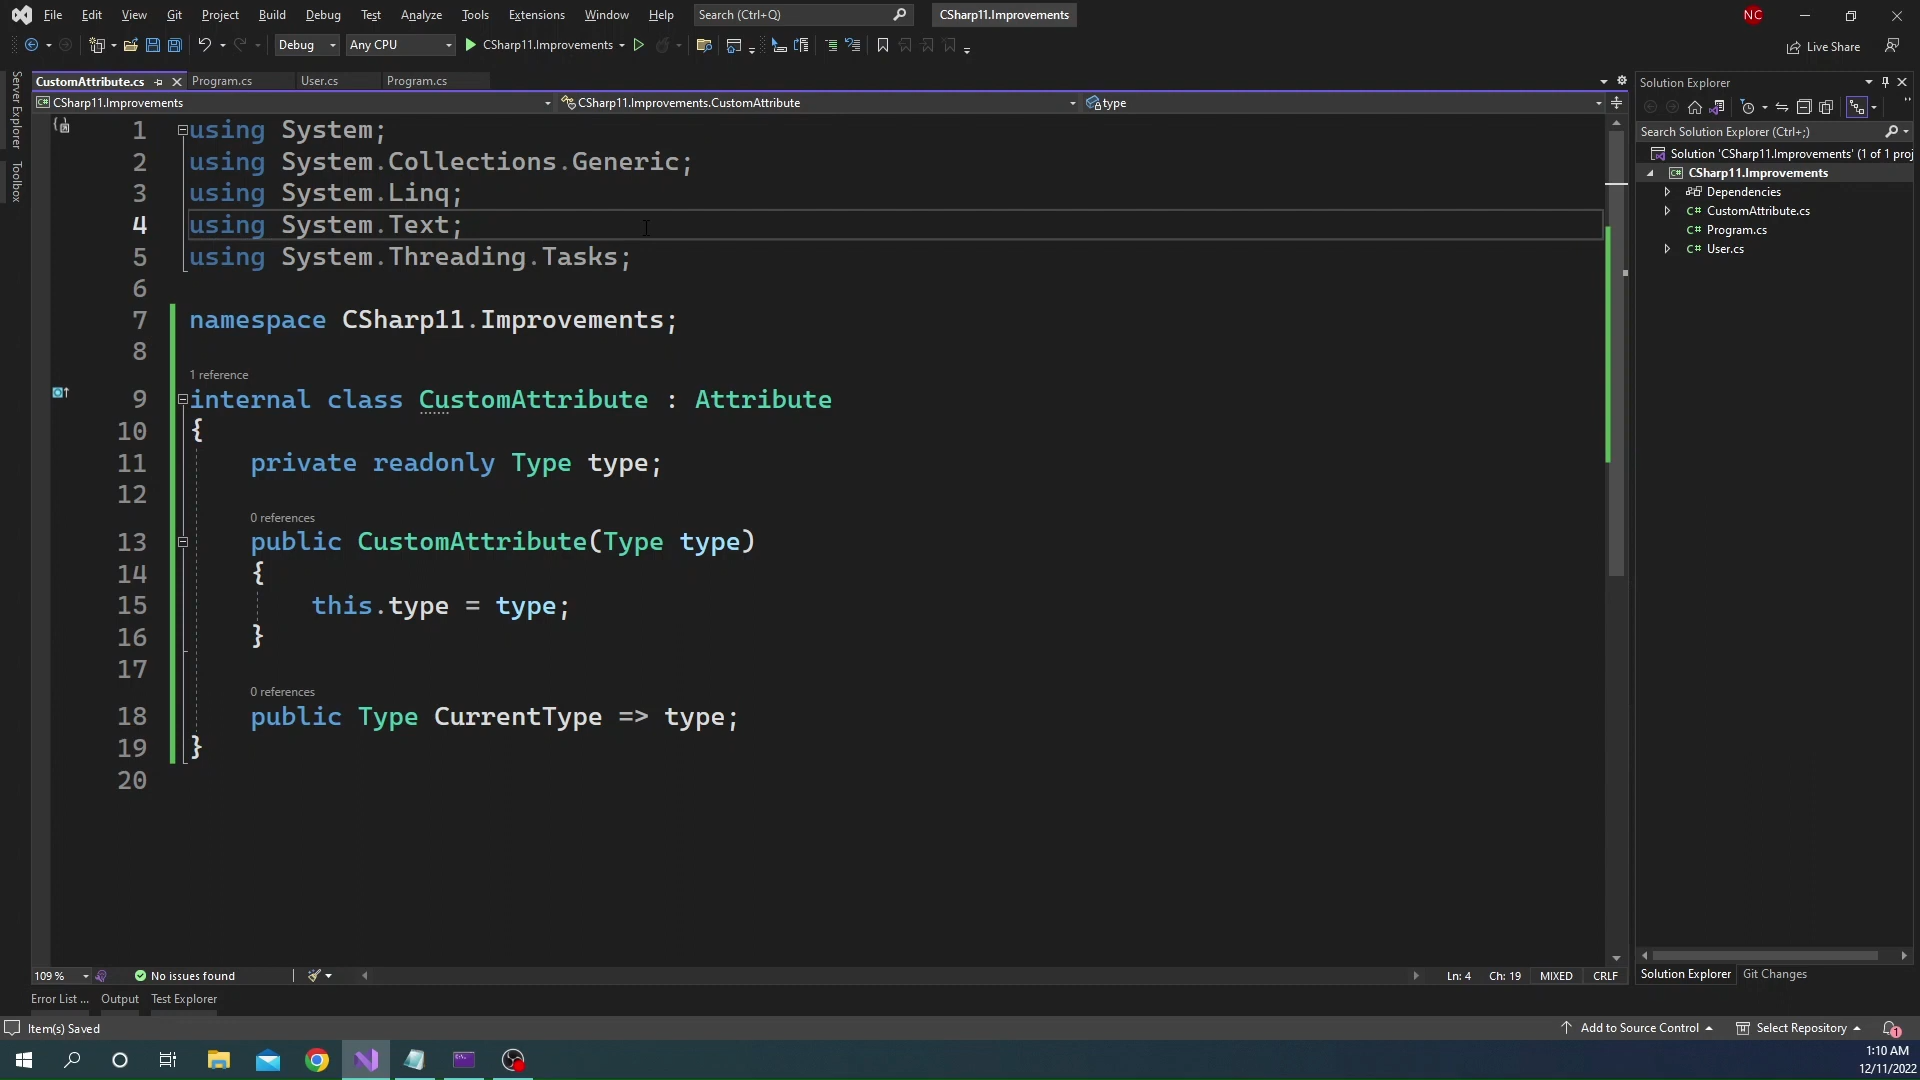 File Edit View Git Project Build Debug Test Analyze Tools Extensions Window Help Search (Ctrl+Q) CSharp11.Improvements NC
Debug Any CPU CSharp11.Improvements Live Share
CustomAttribute.cs Program.cs User.cs Program.cs
CSharp11.Improvements CSharp11.Improvements.CustomAttribute type
Server Explorer
Toolbox
1 using System;
2 using System.Collections.Generic;
3 using System.Linq;
4 using System.Text;
5 using System.Threading.Tasks;
6
7 namespace CSharp11.Improvements;
8
1 reference
9 internal class CustomAttribute : Attribute
10 {
11 private readonly Type type;
12
0 references
13 public CustomAttribute(Type type)
14 {
15 this.type = type;
16 }
17
0 references
18 public Type CurrentType => type;
19 }
20
109 % No issues found Ln: 4 Ch: 19 MIXED CRLF
Solution Explorer
Search Solution Explorer (Ctrl+;)
Solution 'CSharp11.Improvements' (1 of 1 proj
C# CSharp11.Improvements
Dependencies
C# CustomAttribute.cs
C# Program.cs
C# User.cs
Solution Explorer Git Changes
Error List ... Output Test Explorer
Item(s) Saved Add to Source Control Select Repository 1
1:10 AM
12/11/2022